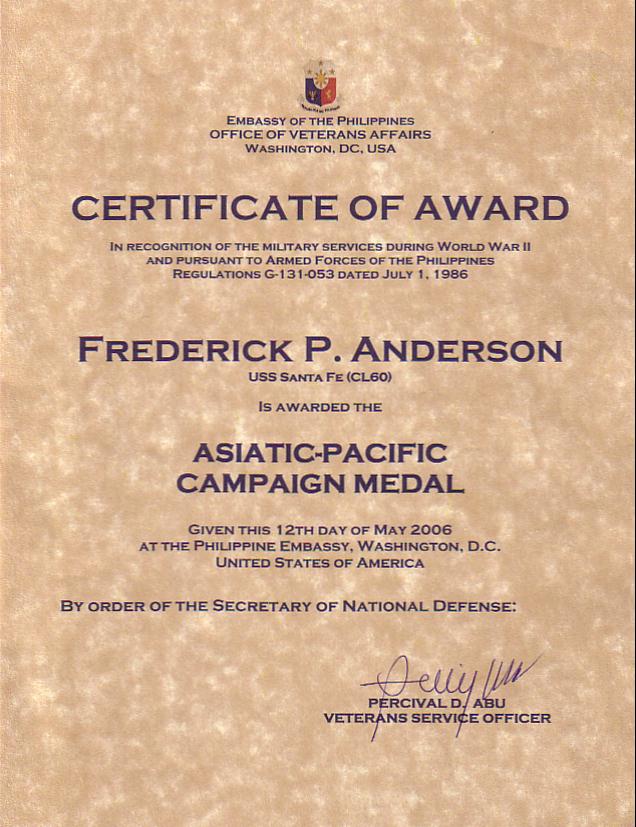 EMBASSY OF THE PHILIPPINES
OFFICE OF VETERANS AFFAIRS
WASHINGTON, DC, USA
CERTIFICATE OF AWARD
IN RECOGNITION OF THE MILITARY SERVICES DURING WORLD WAR II
AND PURSUANT TO ARMED FORCES OF THE PHILIPPINES
REGULATIONS G-131-053 DATED JULY 1, 1986
FREDERICK P. ANDERSON
USS SANTA FE (CL60)
IS AWARDED THE
ASIATIC-PACIFIC
CAMPAIGN MEDAL
GIVEN THIS 12TH DAY OF MAY 2006
AT THE PHILIPPINE EMBASSY, WASHINGTON, D.C.
UNITED STATES OF AMERICA
BY ORDER OF THE SECRETARY OF NATIONAL DEFENSE:
PERCIVAL D. ABU
VETERANS SERVICE OFFICER